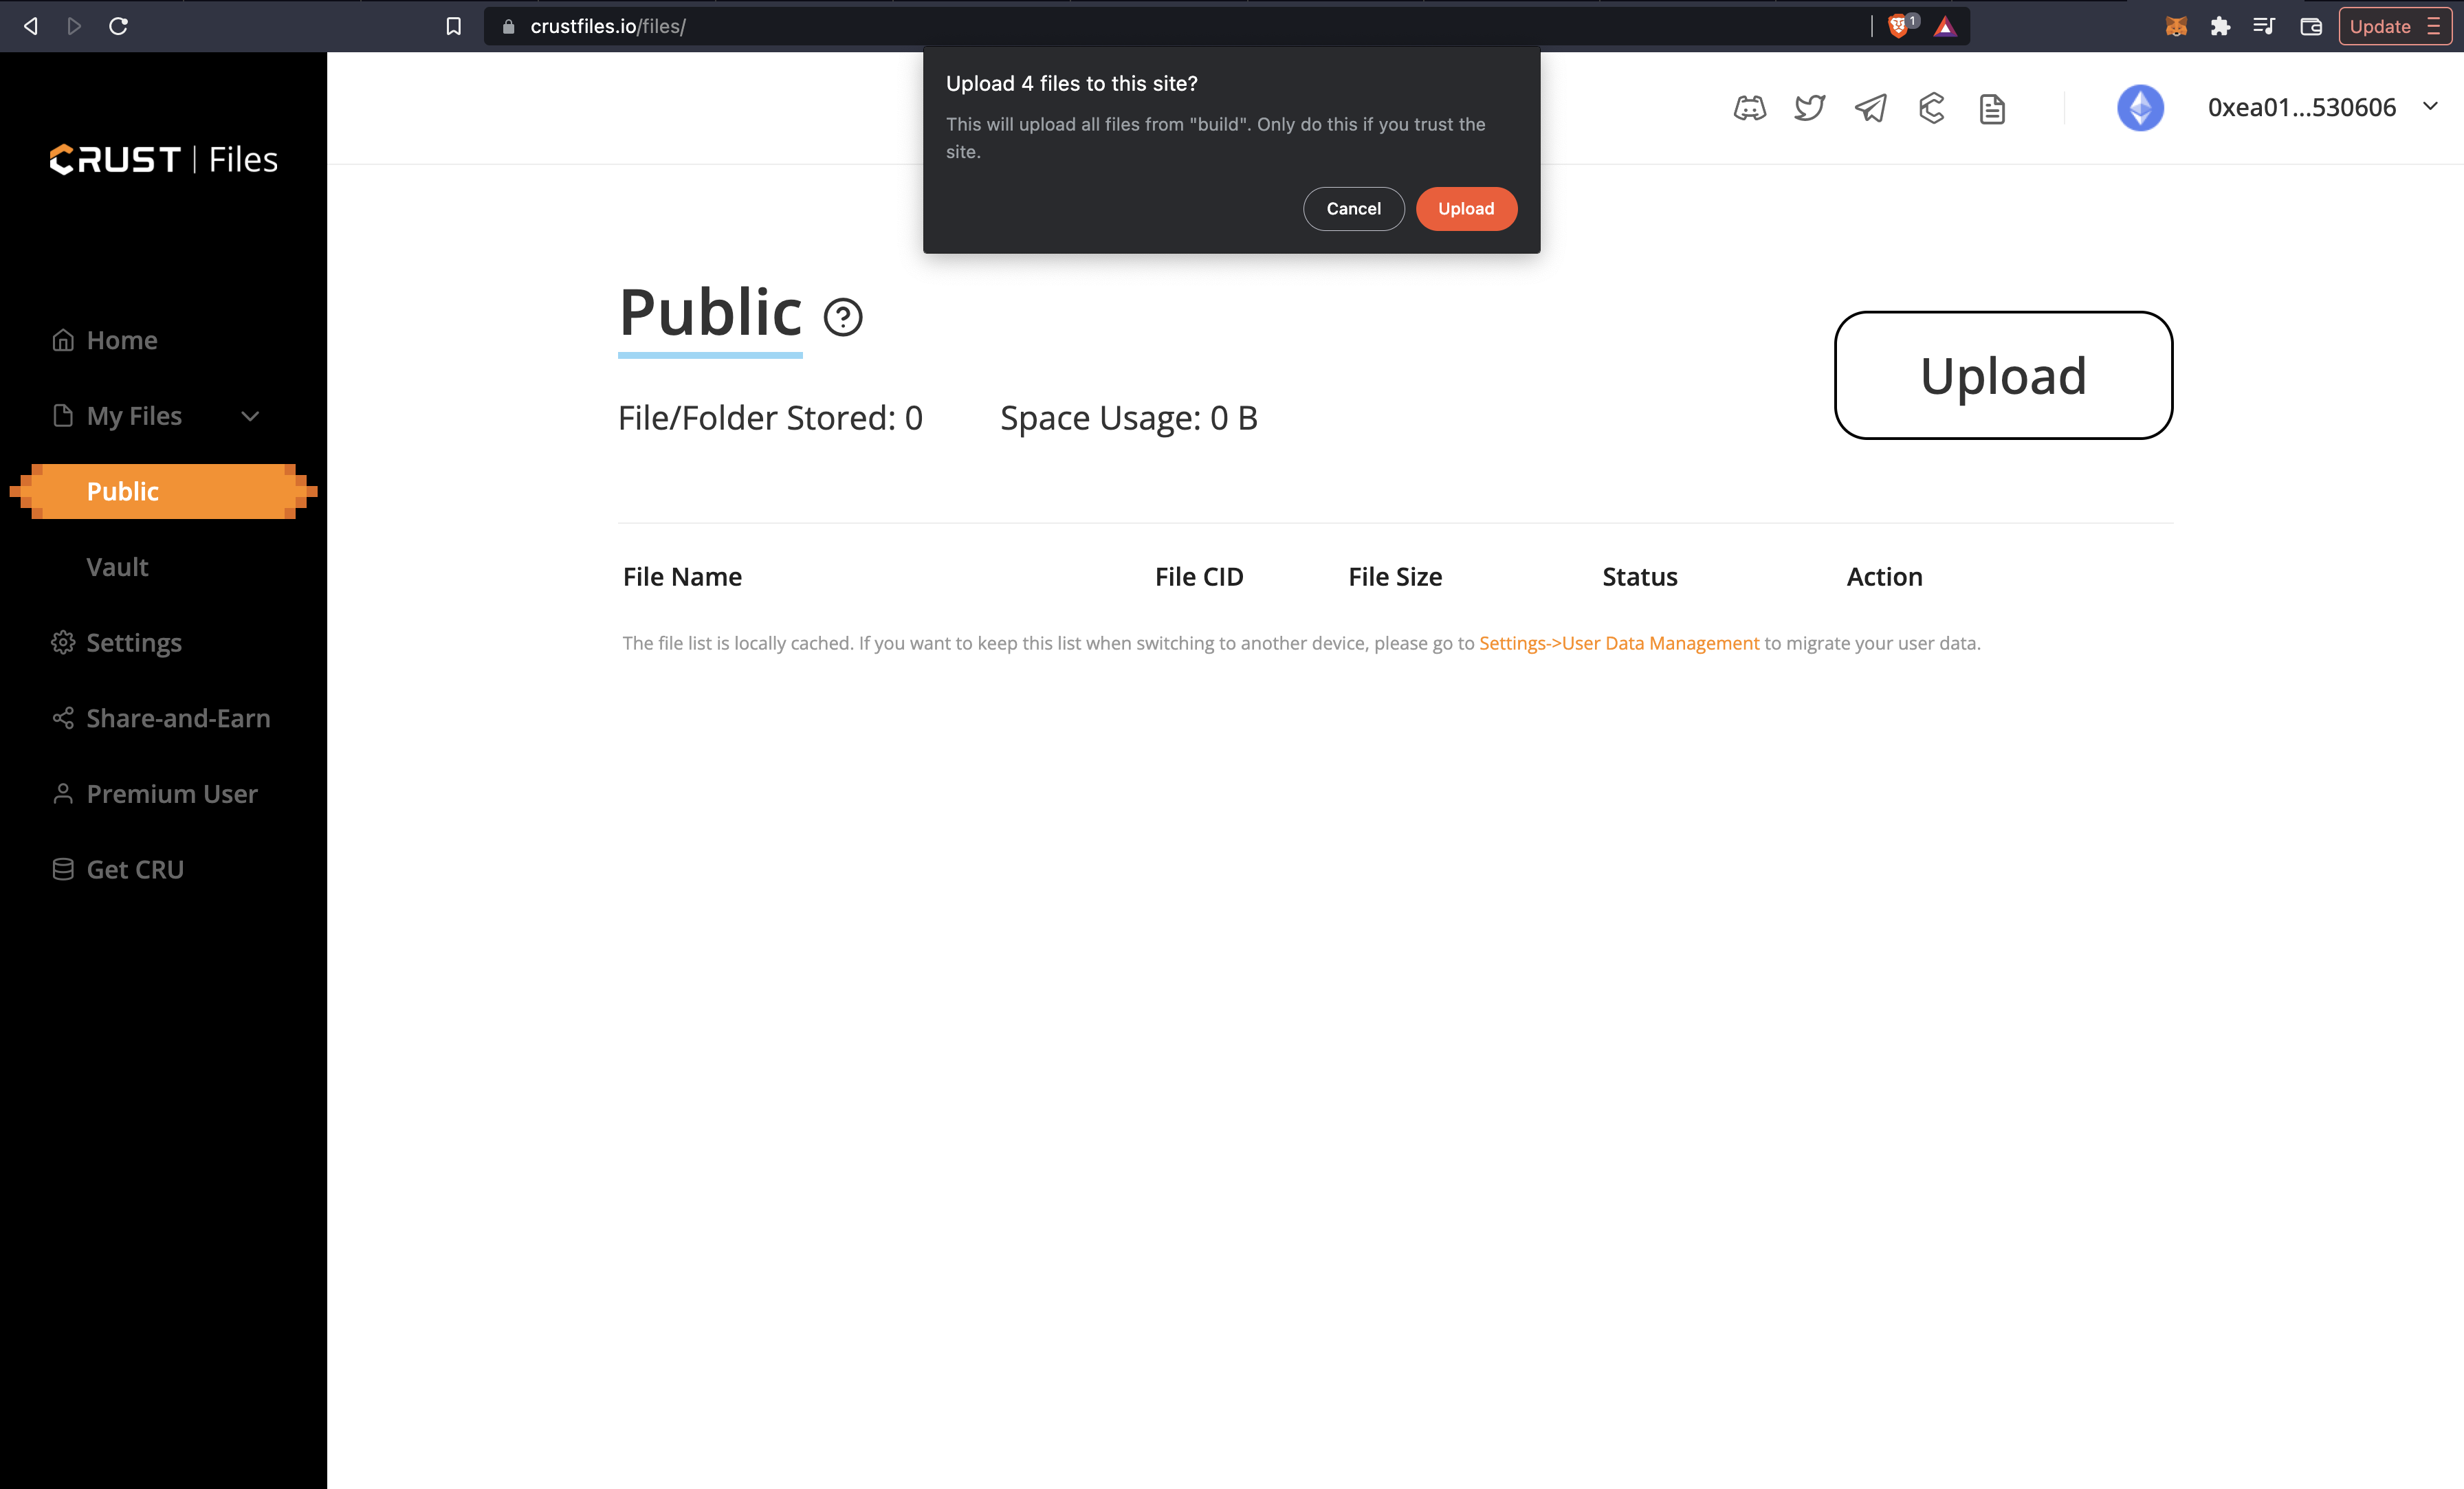 crustfiles.io/files/
1
Update
Upload 4 files to this site?
This will upload all files from "build". Only do this if you trust the
site.
Cancel
Upload
0xea01...530606
CRUST | Files
Home
My Files
Public
Vault
Settings
Share-and-Earn
Premium User
Get CRU
Public
?
File/Folder Stored: 0
Space Usage: 0 B
Upload
File Name File CID File Size Status Action
The file list is locally cached. If you want to keep this list when switching to another device, please go to Settings->User Data Management to migrate your user data.